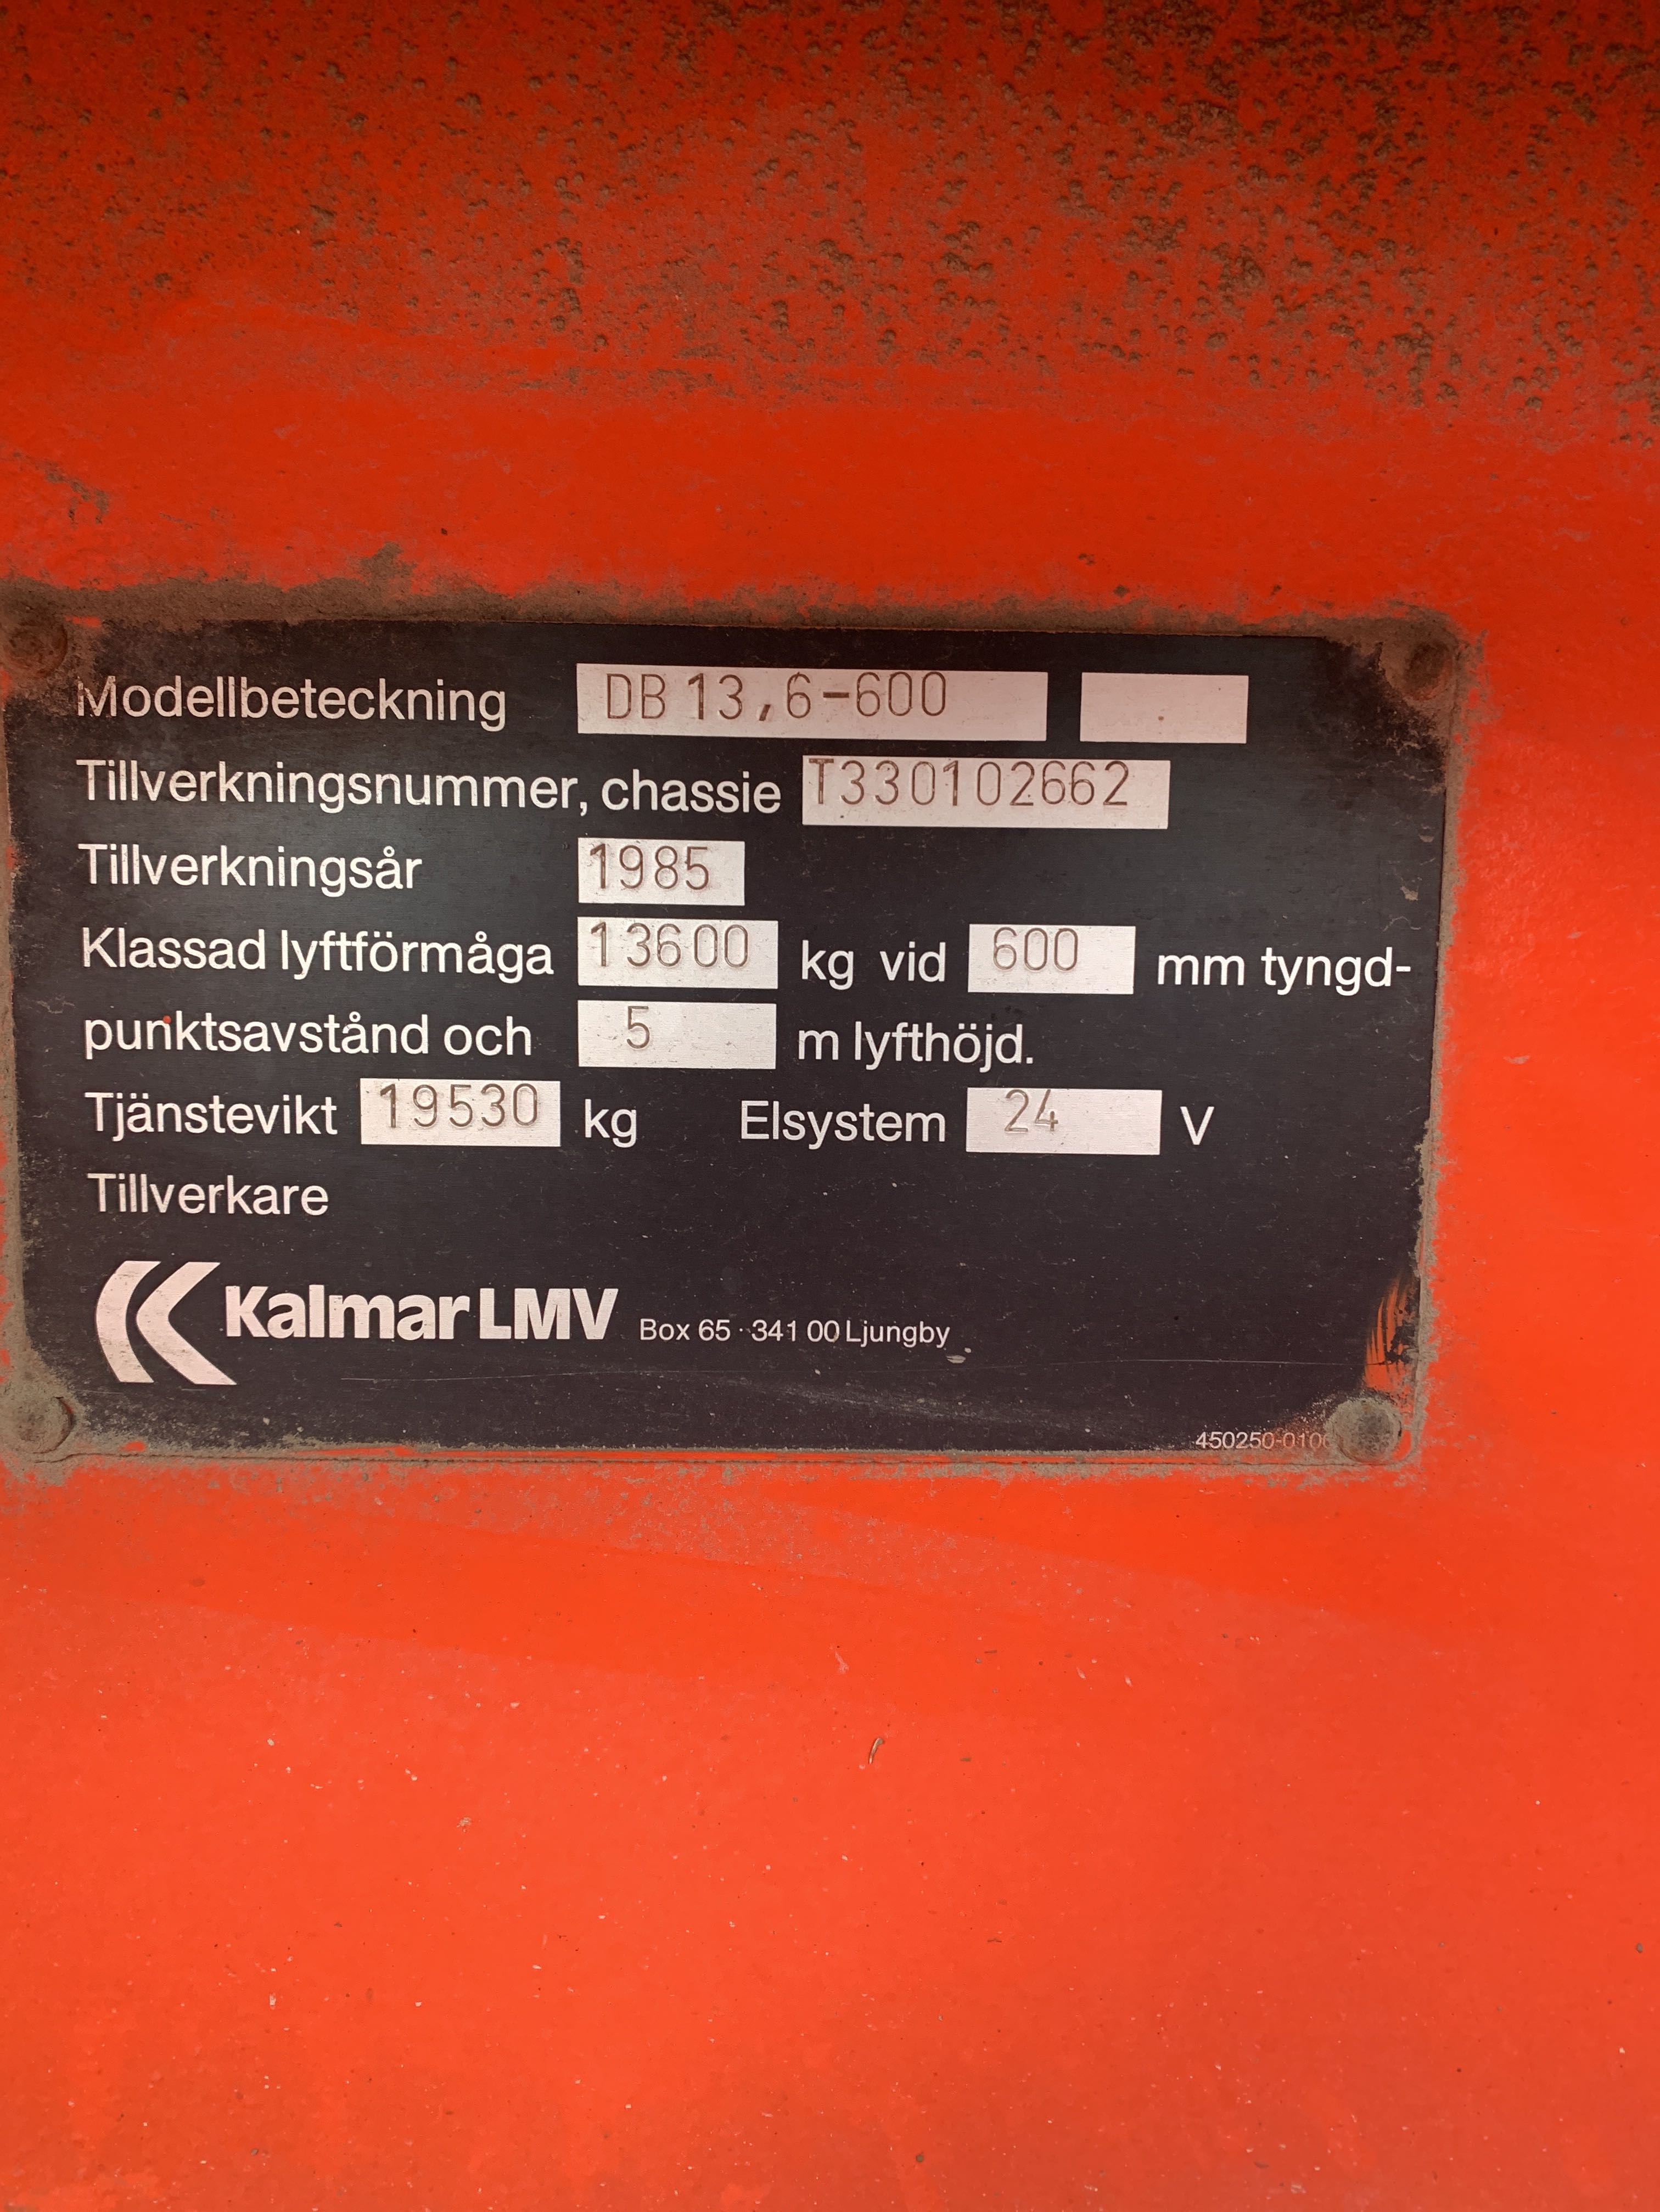 Modellbeteckning DB 13,6-600
Tillverkningsnummer, chassie T330102662
Tillverkningsår 1985
Klassad lyftförmåga 13600 kg vid 600 mm tyngd-
punktsavstånd och 5 m lyfthöjd.
Tjänstevikt 19530 kg Elsystem 24 V
Tillverkare
Kalmar LMV Box 65 · 341 00 Ljungby